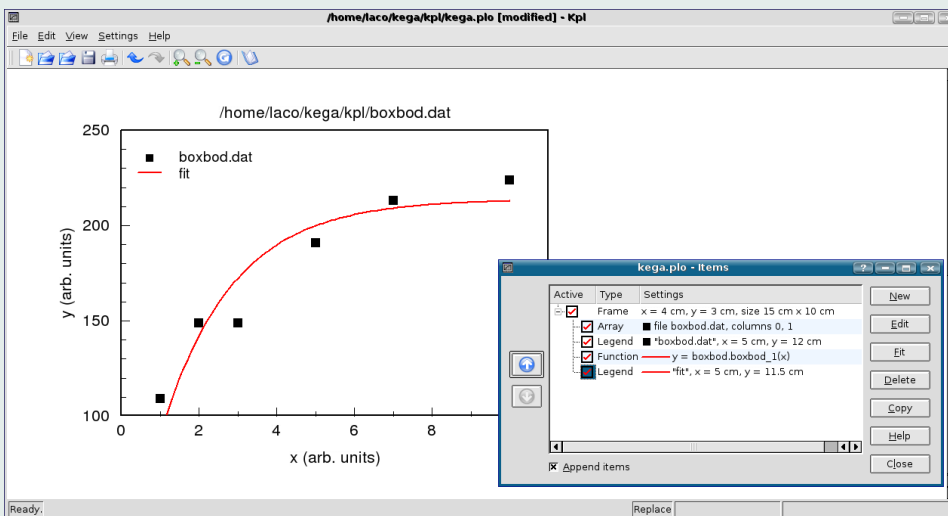 /home/laco/kega/kpl/kega.plo [modified] - Kpl
File Edit View Settings Help
/home/laco/kega/kpl/boxbod.dat
250
boxbod.dat
fit
200
y (arb. units)
150
100
0 2 4 6 8
x (arb. units)
kega.plo - Items
Active Type Settings
Frame x = 4 cm, y = 3 cm, size 15 cm x 10 cm
Array file boxbod.dat, columns 0, 1
Legend "boxbod.dat", x = 5 cm, y = 12 cm
Function y = boxbod.boxbod_1(x)
Legend "fit", x = 5 cm, y = 11.5 cm
New
Edit
Fit
Delete
Copy
Help
Close
Append items
Ready.
Replace